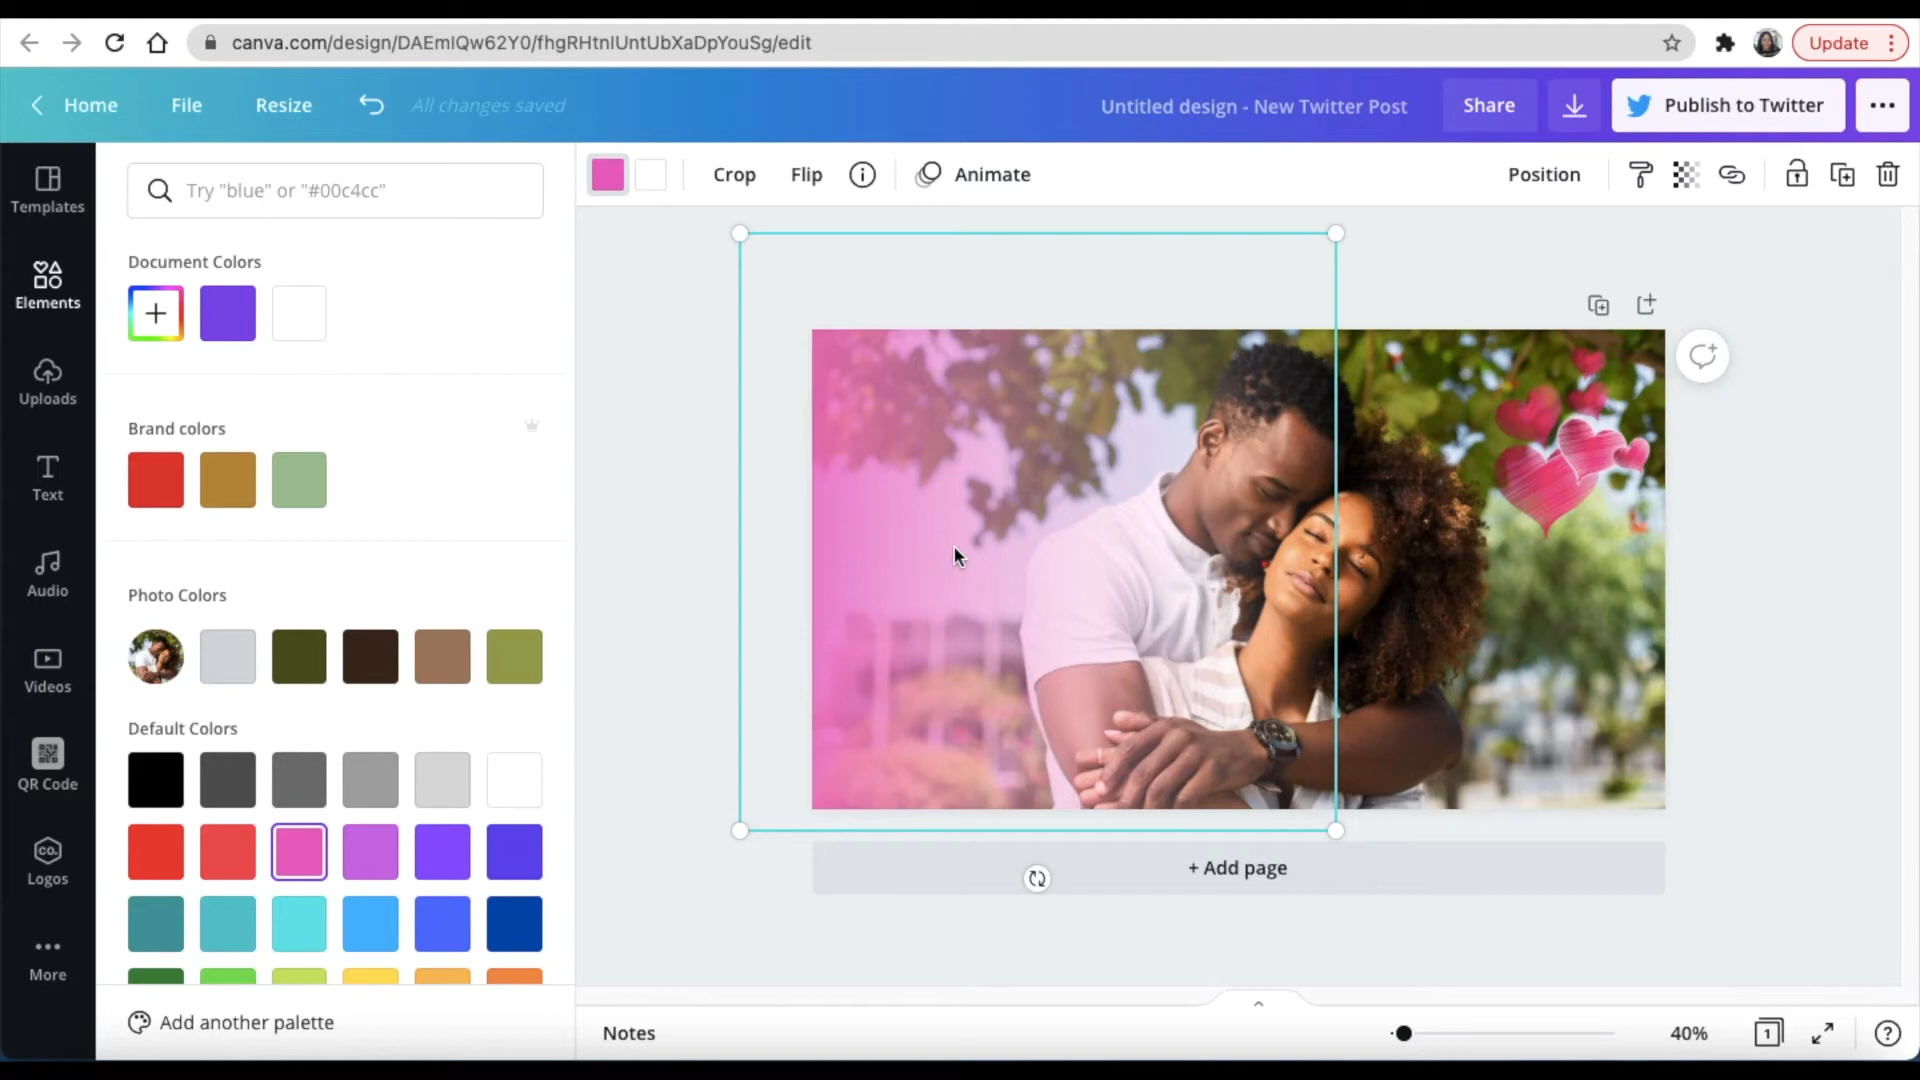 canva.com/design/DAEmlQw62Y0/fhgRHtnlUntUbXaDpYouSg/edit
Update
Home
File
Resize
All changes saved
Untitled design - New Twitter Post
Share
Publish to Twitter
Templates
Elements
Uploads
Text
Audio
Videos
QR Code
CO.
Logos
More
Try "blue" or "#00c4cc"
Document Colors
Brand colors
Photo Colors
Default Colors
Add another palette
Crop
Flip
Animate
Position
+ Add page
Notes
40%
1